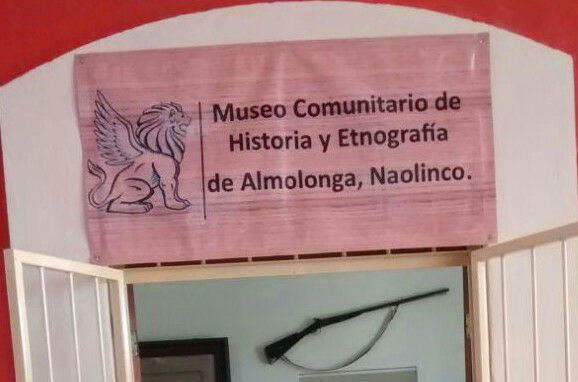 Museo Comunitario de
Historia y Etnografía
de Almolonga, Naolinco.